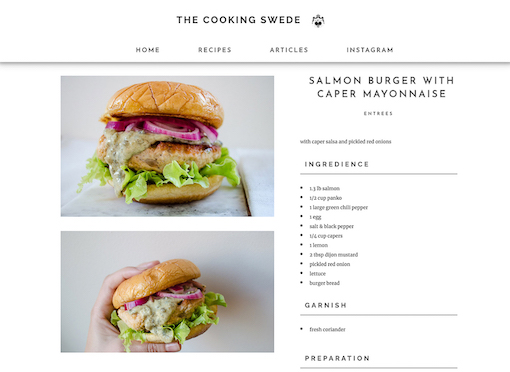 THE COOKING SWEDE
HOME RECIPES ARTICLES INSTAGRAM
SALMON BURGER WITH
CAPER MAYONNAISE
ENTREES
with caper salsa and pickled red onions
INGREDIENCE
1.3 lb salmon
1/2 cup panko
1 large green chili pepper
1 egg
salt & black pepper
1/4 cup capers
1 lemon
2 tbsp dijon mustard
pickled red onion
lettuce
burger bread
GARNISH
fresh coriander
PREPARATION